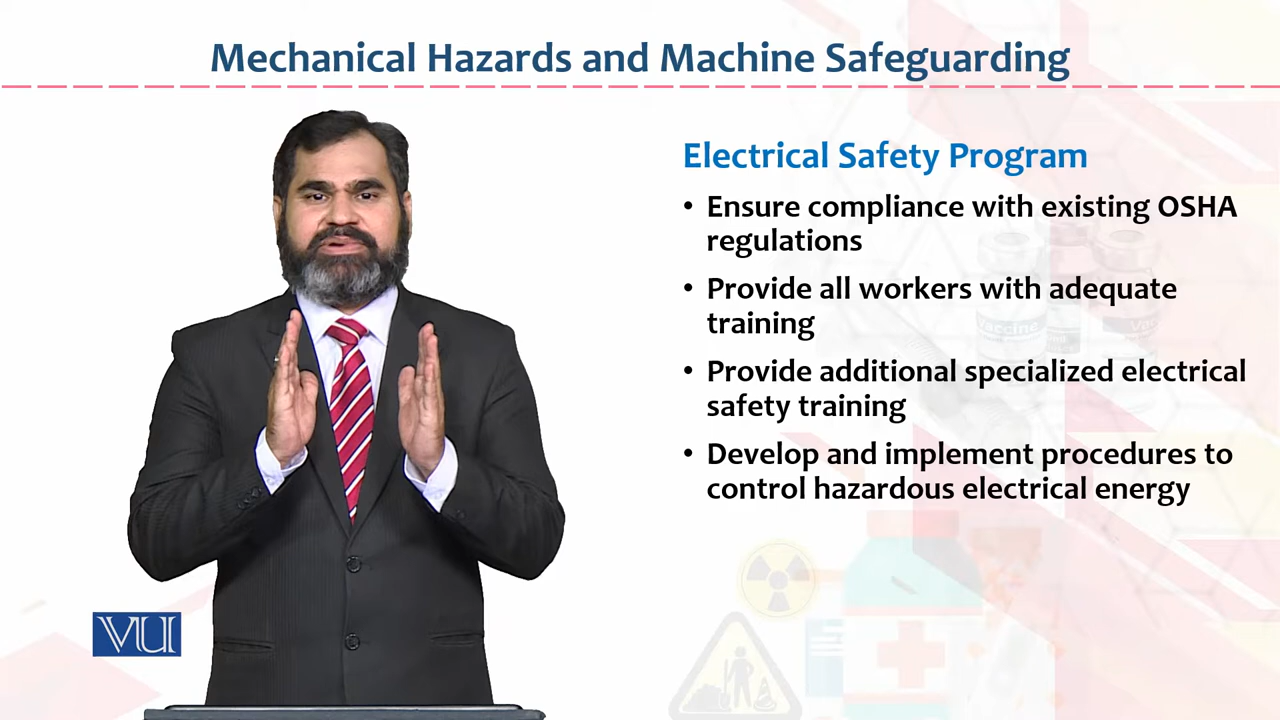 Mechanical Hazards and Machine Safeguarding
Electrical Safety Program
• Ensure compliance with existing OSHA
regulations
• Provide all workers with adequate
training
• Provide additional specialized electrical
safety training
• Develop and implement procedures to
control hazardous electrical energy
VU
vaccine